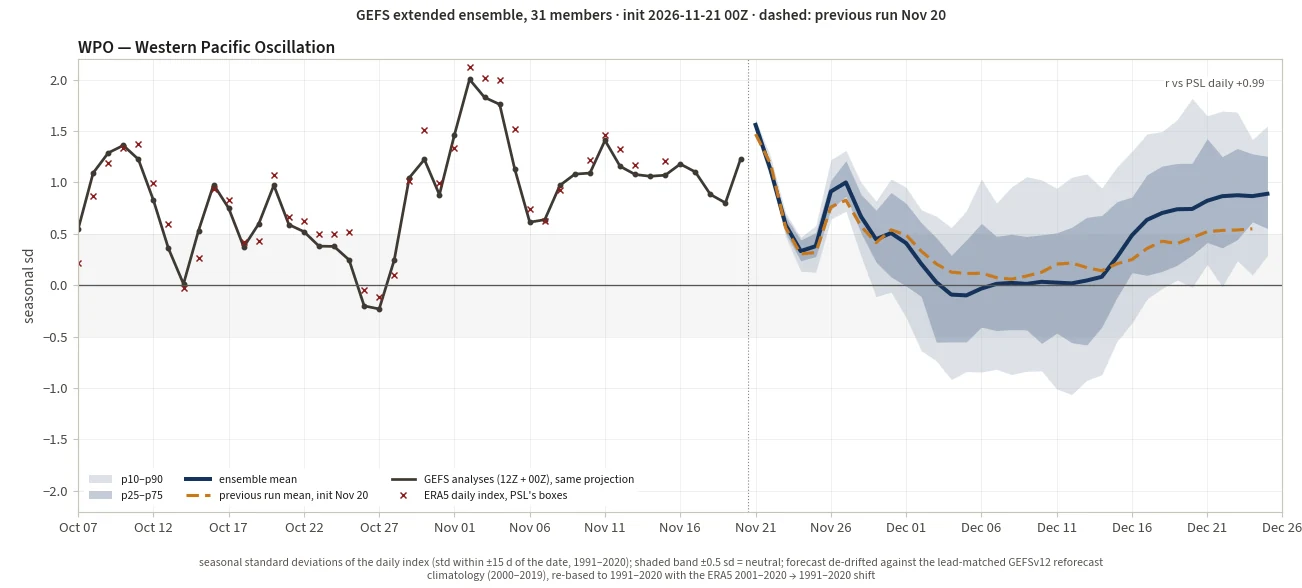 GEFS extended ensemble, 31 members · init 2026-11-21 00Z · dashed: previous run Nov 20
WPO — Western Pacific Oscillation
r vs PSL daily +0.99
seasonal sd
2.0
1.5
1.0
0.5
0.0
−0.5
−1.0
−1.5
−2.0
p10–p90
ensemble mean
GEFS analyses (12Z + 00Z), same projection
p25–p75
previous run mean, init Nov 20
ERA5 daily index, PSL's boxes
Oct 07 Oct 12 Oct 17 Oct 22 Oct 27 Nov 01 Nov 06 Nov 11 Nov 16 Nov 21 Nov 26 Dec 01 Dec 06 Dec 11 Dec 16 Dec 21 Dec 26
seasonal standard deviations of the daily index (std within ±15 d of the date, 1991–2020); shaded band ±0.5 sd = neutral; forecast de-drifted against the lead-matched GEFSv12 reforecast
climatology (2000–2019), re-based to 1991–2020 with the ERA5 2001–2020 → 1991–2020 shift